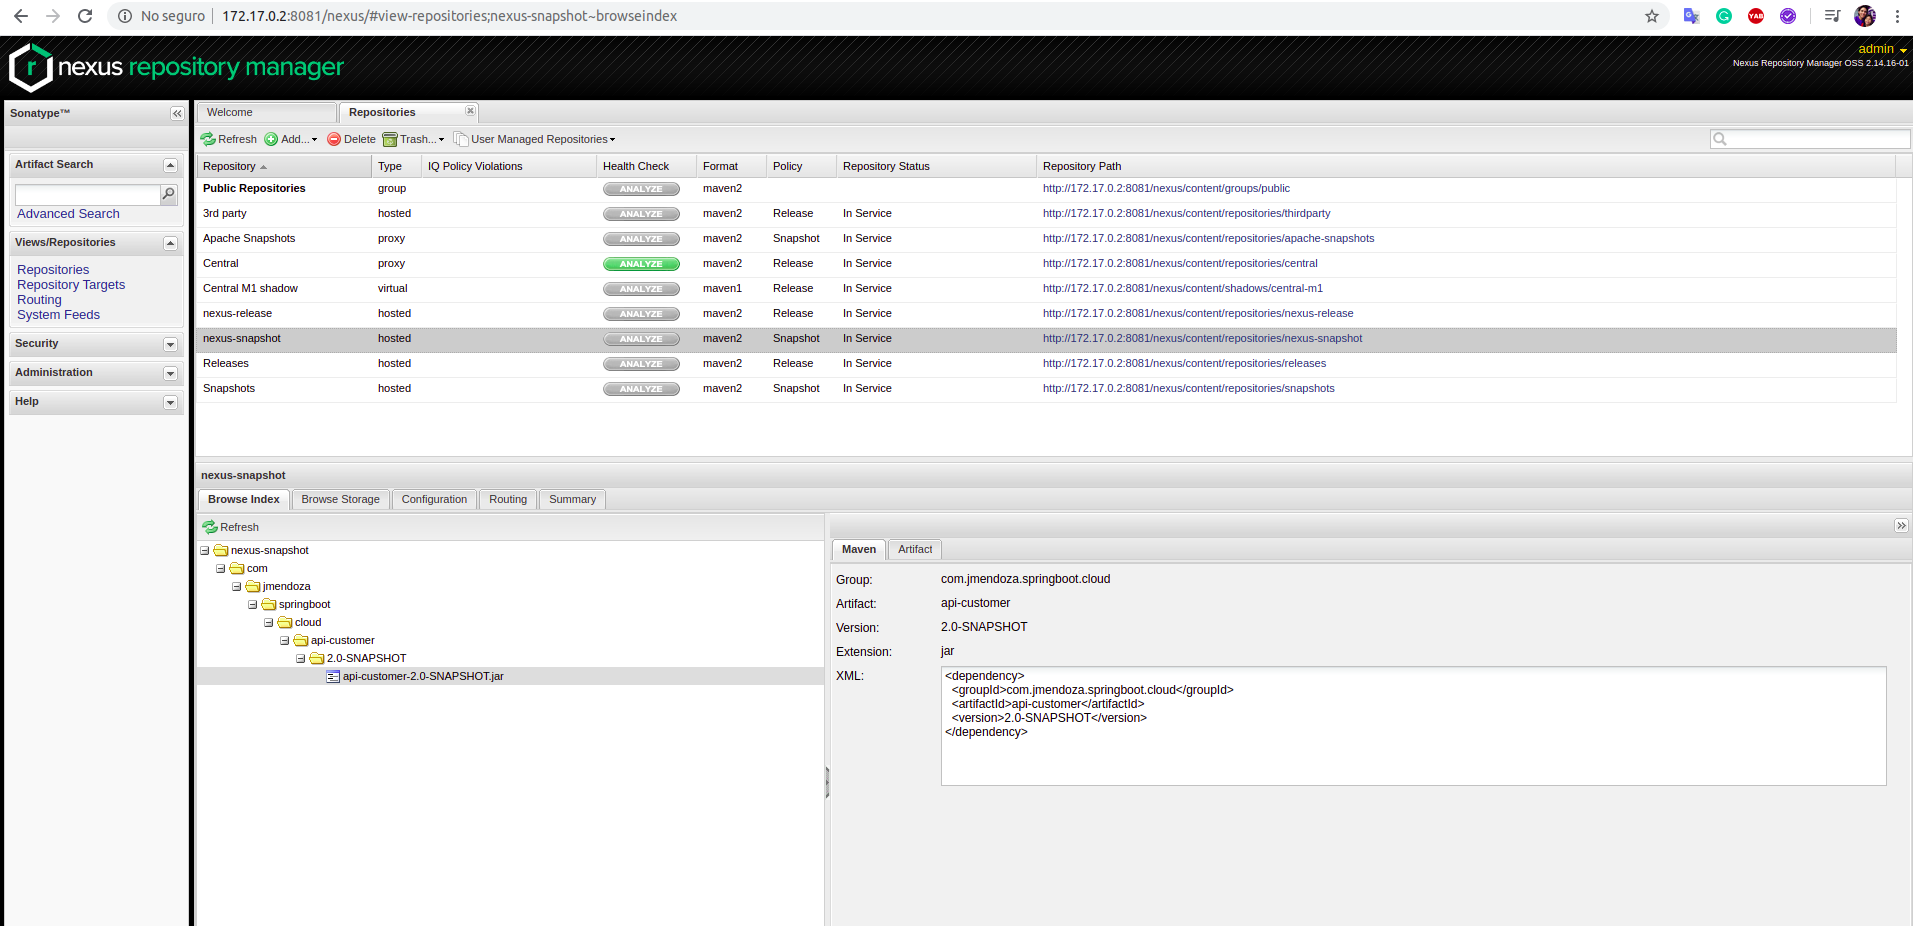 No seguro 172.17.0.2:8081/nexus/#view-repositories;nexus-snapshot~browseindex
YAB
r nexus repository manager
admin
Nexus Repository Manager OSS 2.14.16-01
Sonatype™
Artifact Search
Advanced Search
Views/Repositories
Repositories
Repository Targets
Routing
System Feeds
Security
Administration
Help
Welcome Repositories
Refresh Add... Delete Trash... User Managed Repositories
Repository Type IQ Policy Violations Health Check Format Policy Repository Status Repository Path
Public Repositories group ANALYZE maven2 http://172.17.0.2:8081/nexus/content/groups/public
3rd party hosted ANALYZE maven2 Release In Service http://172.17.0.2:8081/nexus/content/repositories/thirdparty
Apache Snapshots proxy ANALYZE maven2 Snapshot In Service http://172.17.0.2:8081/nexus/content/repositories/apache-snapshots
Central proxy ANALYZE maven2 Release In Service http://172.17.0.2:8081/nexus/content/repositories/central
Central M1 shadow virtual ANALYZE maven1 Release In Service http://172.17.0.2:8081/nexus/content/shadows/central-m1
nexus-release hosted ANALYZE maven2 Release In Service http://172.17.0.2:8081/nexus/content/repositories/nexus-release
nexus-snapshot hosted ANALYZE maven2 Snapshot In Service http://172.17.0.2:8081/nexus/content/repositories/nexus-snapshot
Releases hosted ANALYZE maven2 Release In Service http://172.17.0.2:8081/nexus/content/repositories/releases
Snapshots hosted ANALYZE maven2 Snapshot In Service http://172.17.0.2:8081/nexus/content/repositories/snapshots
nexus-snapshot
Browse Index Browse Storage Configuration Routing Summary
Refresh
nexus-snapshot
com
jmendoza
springboot
cloud
api-customer
2.0-SNAPSHOT
api-customer-2.0-SNAPSHOT.jar
Maven Artifact
Group: com.jmendoza.springboot.cloud
Artifact: api-customer
Version: 2.0-SNAPSHOT
Extension: jar
XML: <dependency>
<groupId>com.jmendoza.springboot.cloud</groupId>
<artifactId>api-customer</artifactId>
<version>2.0-SNAPSHOT</version>
</dependency>